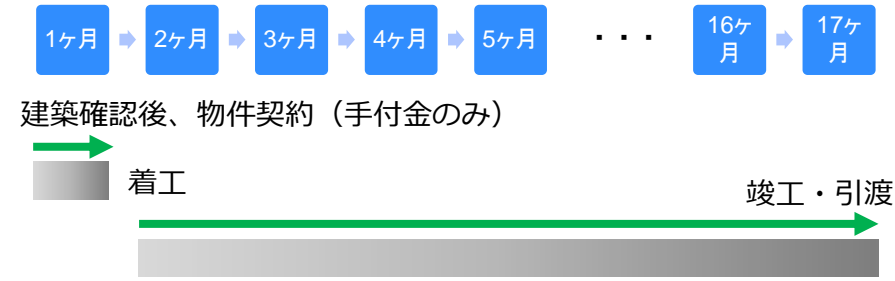 1ヶ月 2ヶ月 3ヶ月 4ヶ月 5ヶ月 ・・・ 16ヶ月 17ヶ月
建築確認後、物件契約（手付金のみ）
着工
竣工・引渡